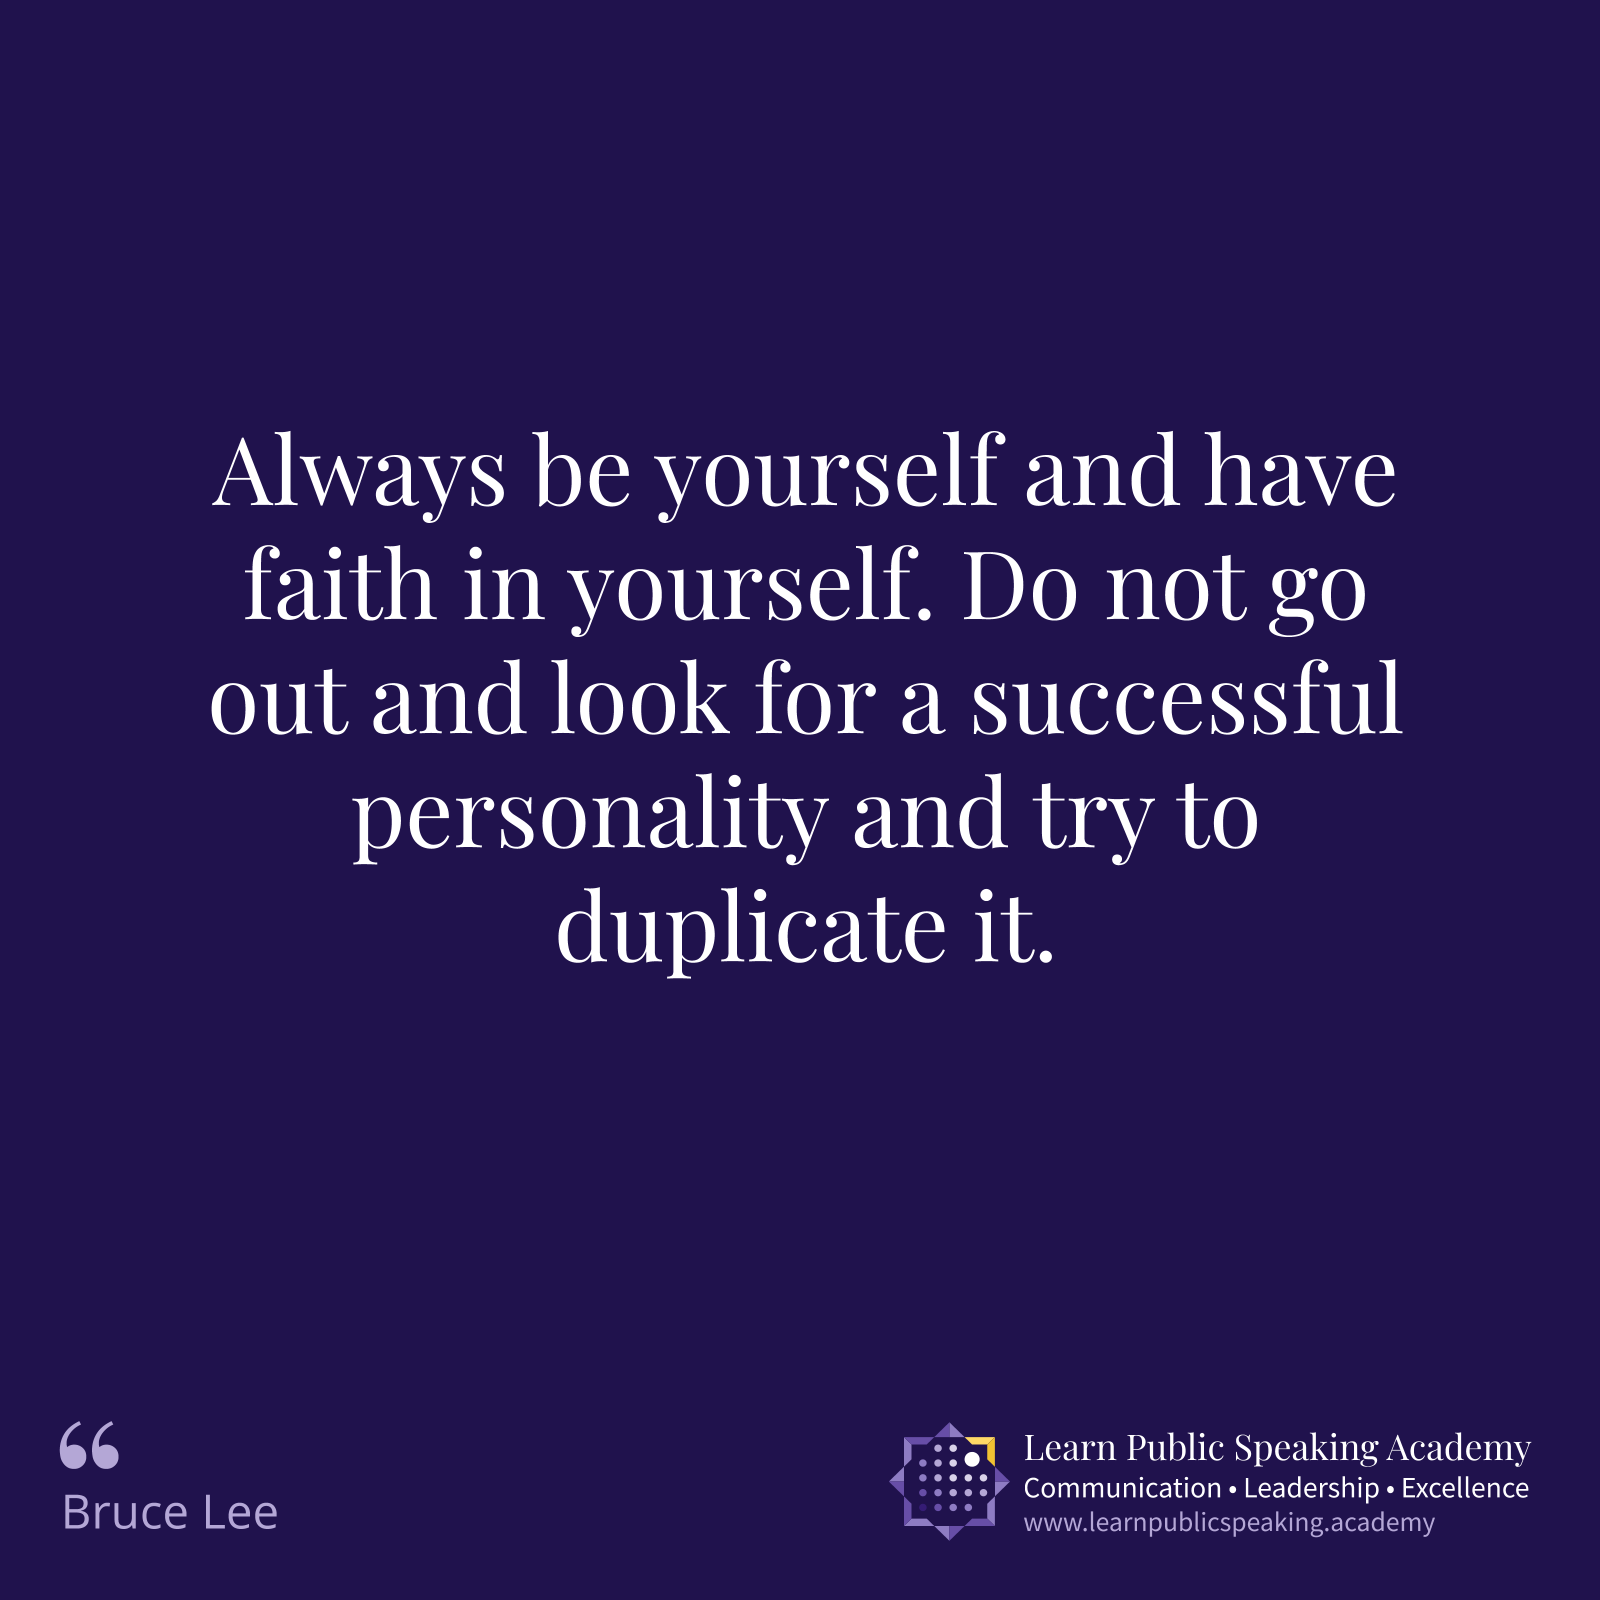 Always be yourself and have
faith in yourself. Do not go
out and look for a successful
personality and try to
duplicate it.
“
Bruce Lee
Learn Public Speaking Academy
Communication • Leadership • Excellence
www.learnpublicspeaking.academy